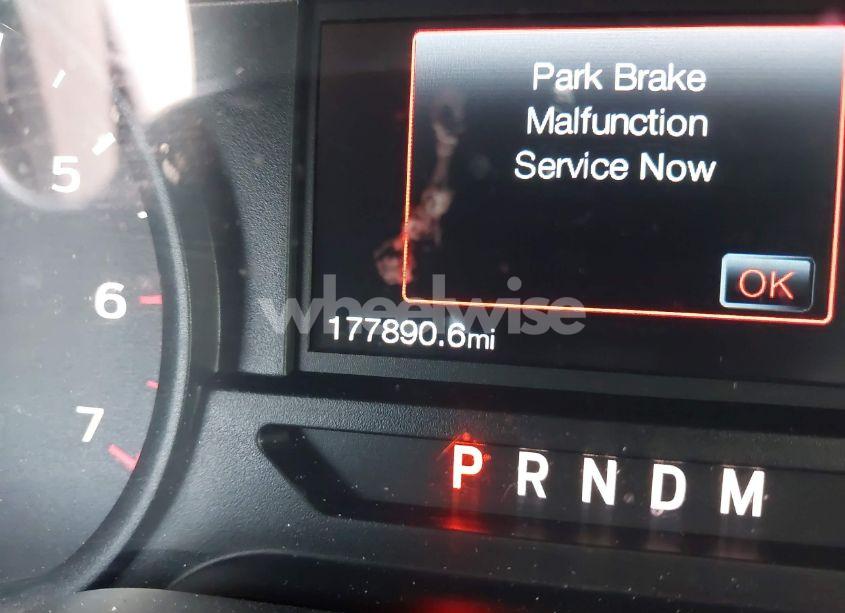 5
6
7
Park Brake
Malfunction
Service Now
OK
wheelwise
177890.6mi
P R N D M